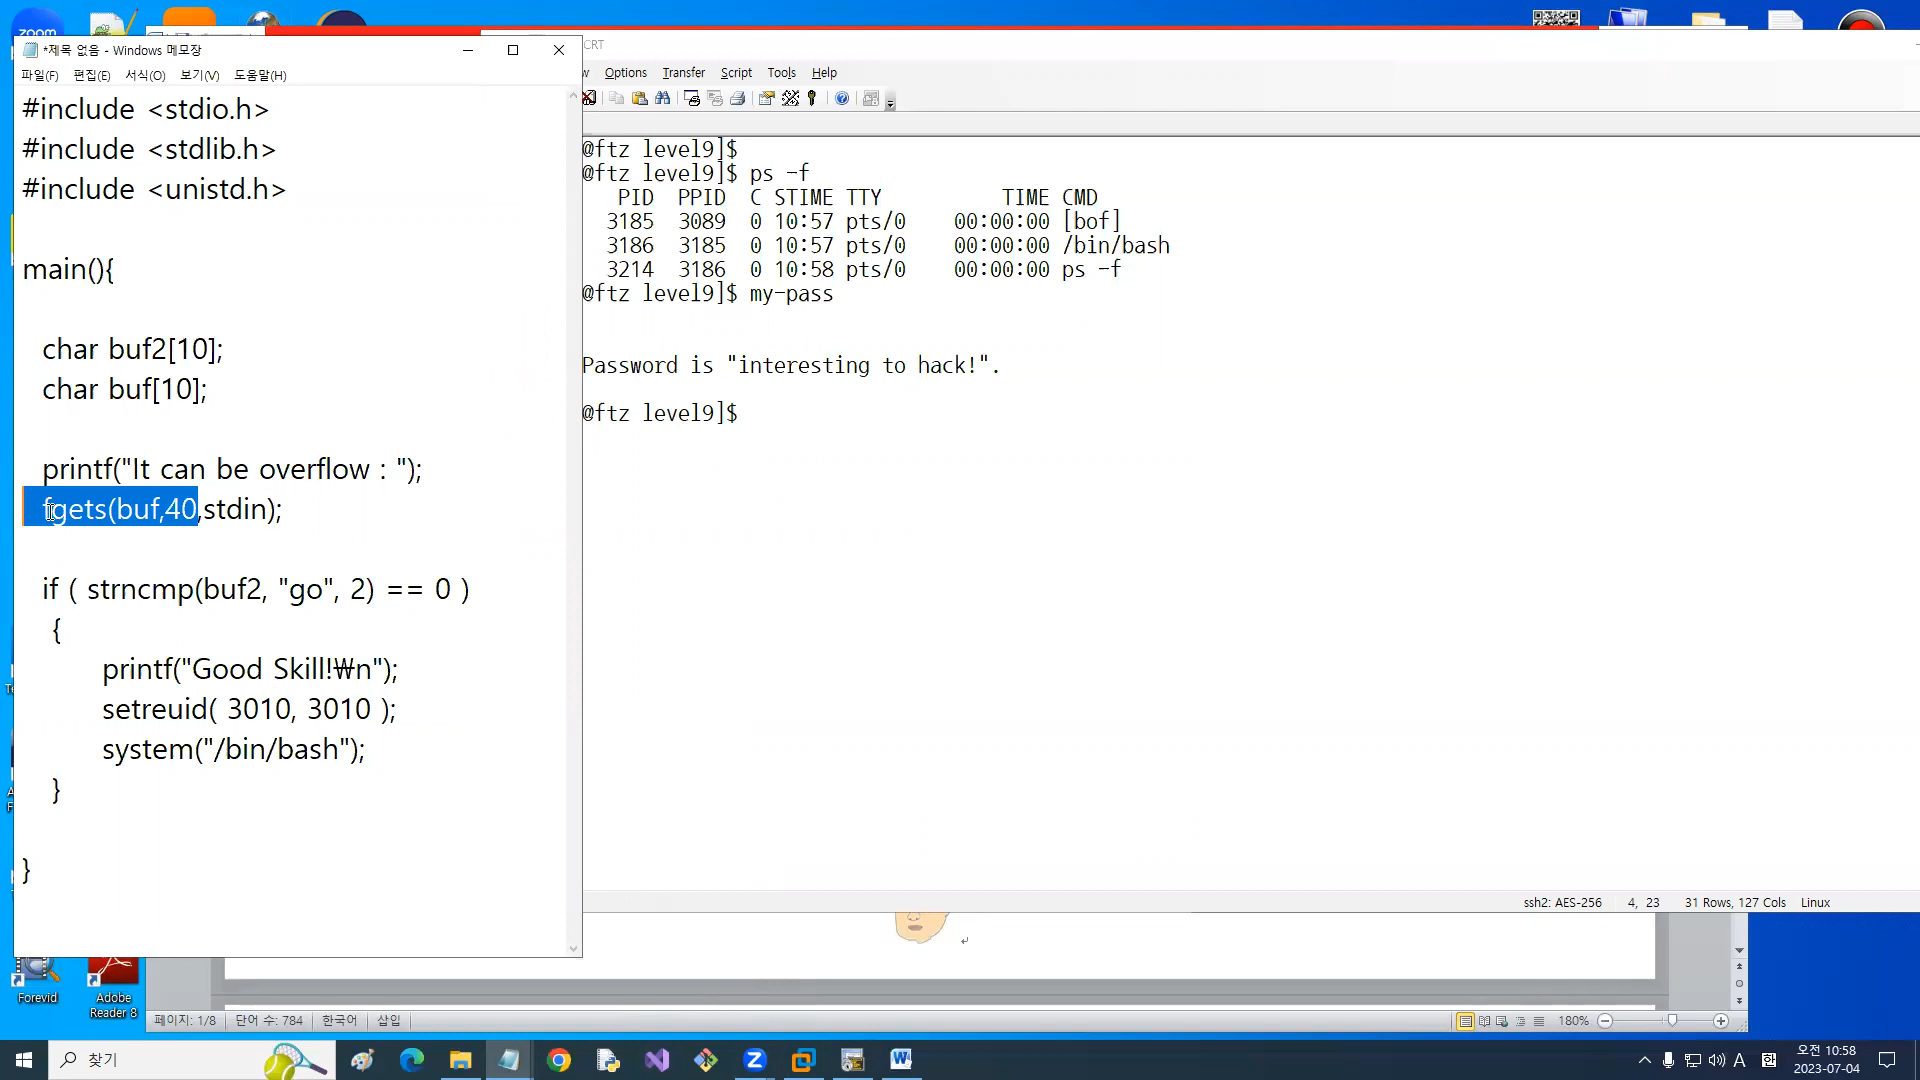 zoom
*제목 없음 - Windows 메모장
파일(F) 편집(E) 서식(O) 보기(V) 도움말(H)
#include <stdio.h>
#include <stdlib.h>
#include <unistd.h>
main(){
char buf2[10];
char buf[10];
printf("It can be overflow : ");
fgets(buf,40,stdin);
if ( strncmp(buf2, "go", 2) == 0 )
{
printf("Good Skill!₩n");
setreuid( 3010, 3010 );
system("/bin/bash");
}
}
CRT
Options Transfer Script Tools Help
@ftz level9]$
@ftz level9]$ ps -f
PID PPID C STIME TTY TIME CMD
3185 3089 0 10:57 pts/0 00:00:00 [bof]
3186 3185 0 10:57 pts/0 00:00:00 /bin/bash
3214 3186 0 10:58 pts/0 00:00:00 ps -f
@ftz level9]$ my-pass
Password is "interesting to hack!".
@ftz level9]$
ssh2: AES-256 4, 23 31 Rows, 127 Cols Linux
Forevid
Adobe
Reader 8
페이지: 1/8 단어 수: 784 한국어 삽입
180%
찾기
A
오전 10:58
2023-07-04